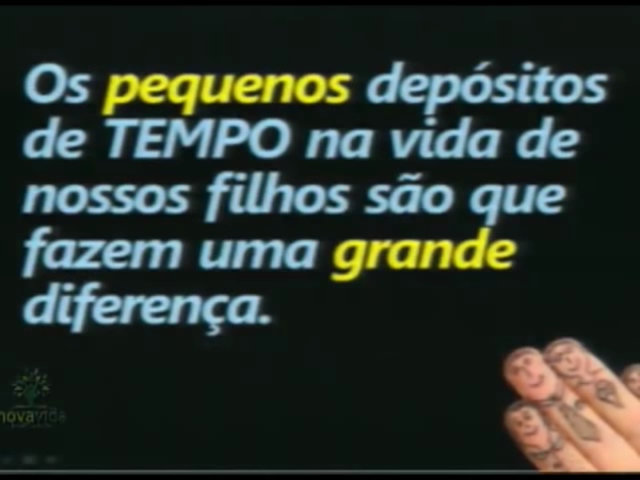 Os pequenos depósitos
de TEMPO na vida de
nossos filhos são que
fazem uma grande
diferença.
novavida